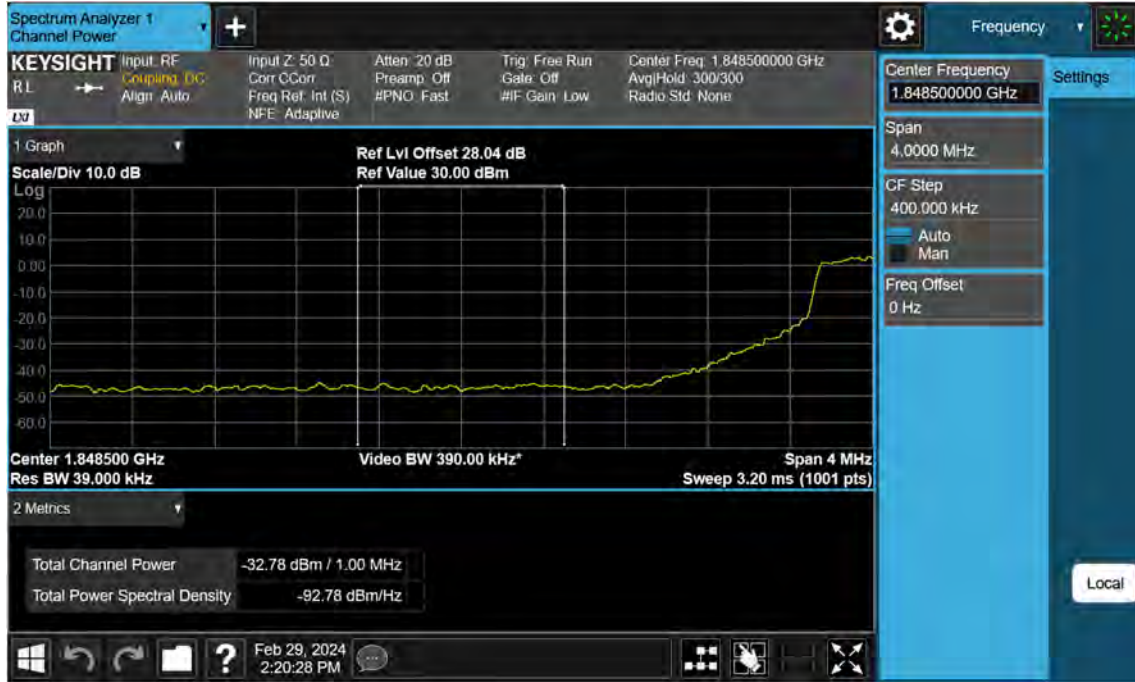 Spectrum Analyzer 1
Channel Power
Frequency
KEYSIGHT
RL
LXI
Input: RF
Coupling: DC
Align: Auto
Input Z: 50 Ω
Corr CCorr
Freq Ref: Int (S)
NFE: Adaptive
Atten: 20 dB
Preamp: Off
#PNO: Fast
Trig: Free Run
Gate: Off
#IF Gain: Low
Center Freq: 1.848500000 GHz
Avg|Hold: 300/300
Radio Std: None
1 Graph
Scale/Div 10.0 dB
Ref Lvl Offset 28.04 dB
Ref Value 30.00 dBm
Log
20.0
10.0
0.00
-10.0
-20.0
-30.0
-40.0
-50.0
-60.0
Center 1.848500 GHz
Res BW 39.000 kHz
Video BW 390.00 kHz*
Span 4 MHz
Sweep 3.20 ms (1001 pts)
2 Metrics
Total Channel Power -32.78 dBm / 1.00 MHz
Total Power Spectral Density -92.78 dBm/Hz
?
Feb 29, 2024
2:20:28 PM
Center Frequency
1.848500000 GHz
Span
4.0000 MHz
CF Step
400.000 kHz
Auto
Man
Freq Offset
0 Hz
Settings
Local